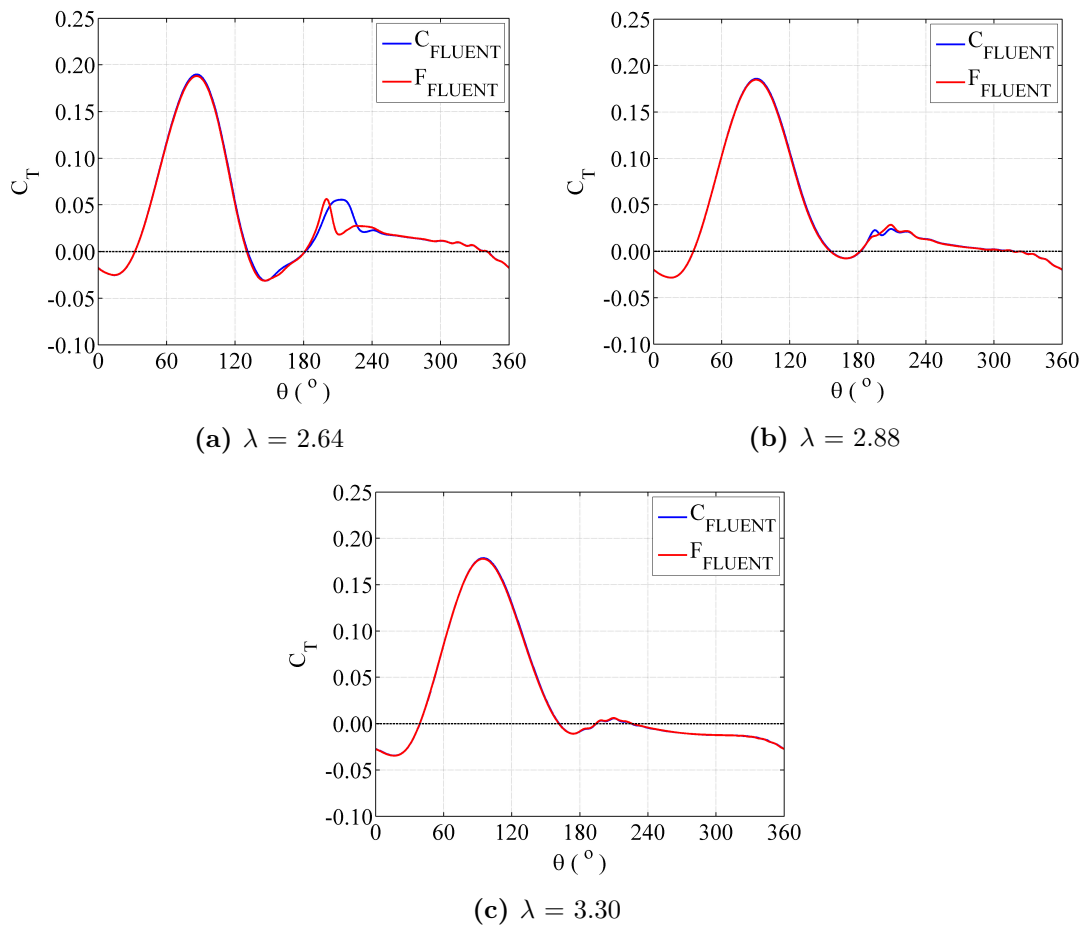 0.25
0.20
0.15
0.10
0.05
0.00
-0.05
-0.10
C_T
0 60 120 180 240 300 360
θ ( ° )
C_FLUENT
F_FLUENT
(a) λ = 2.64
0.25
0.20
0.15
0.10
0.05
0.00
-0.05
-0.10
C_T
0 60 120 180 240 300 360
θ ( ° )
C_FLUENT
F_FLUENT
(b) λ = 2.88
0.25
0.20
0.15
0.10
0.05
0.00
-0.05
-0.10
C_T
0 60 120 180 240 300 360
θ ( ° )
C_FLUENT
F_FLUENT
(c) λ = 3.30